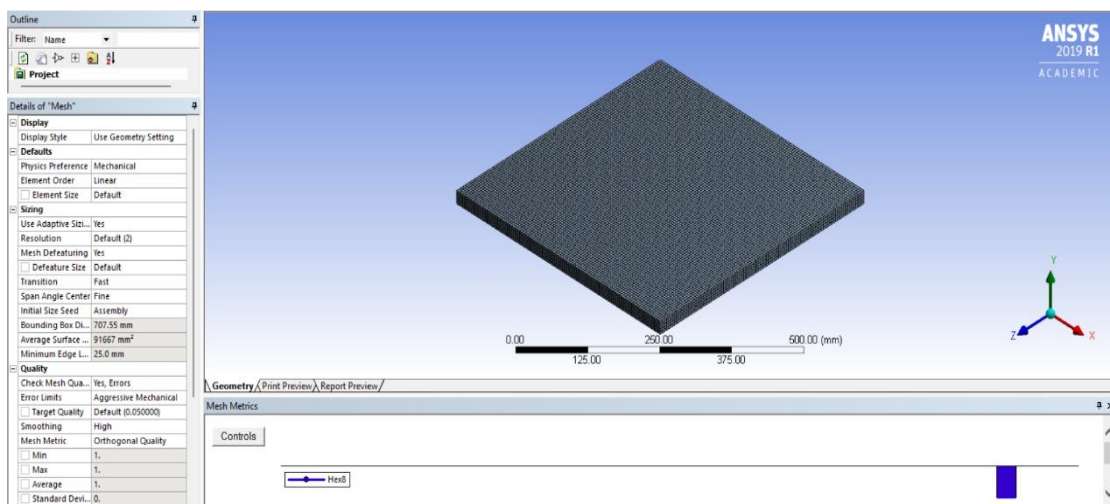 Outline
Filter: Name
Project
Details of "Mesh"
Display
Display Style Use Geometry Setting
Defaults
Physics Preference Mechanical
Element Order Linear
Element Size Default
Sizing
Use Adaptive Sizi... Yes
Resolution Default (2)
Mesh Defeaturing Yes
Defeature Size Default
Transition Fast
Span Angle Center Fine
Initial Size Seed Assembly
Bounding Box Di... 707.55 mm
Average Surface ... 91667 mm²
Minimum Edge L... 25.0 mm
Quality
Check Mesh Qua... Yes, Errors
Error Limits Aggressive Mechanical
Target Quality Default (0.050000)
Smoothing High
Mesh Metric Orthogonal Quality
Min 1.
Max 1.
Average 1.
Standard Devi... 0.
ANSYS
2019 R1
ACADEMIC
Y
Z
X
0.00 250.00 500.00 (mm)
125.00 375.00
Geometry Print Preview Report Preview
Mesh Metrics
Controls
Hex8